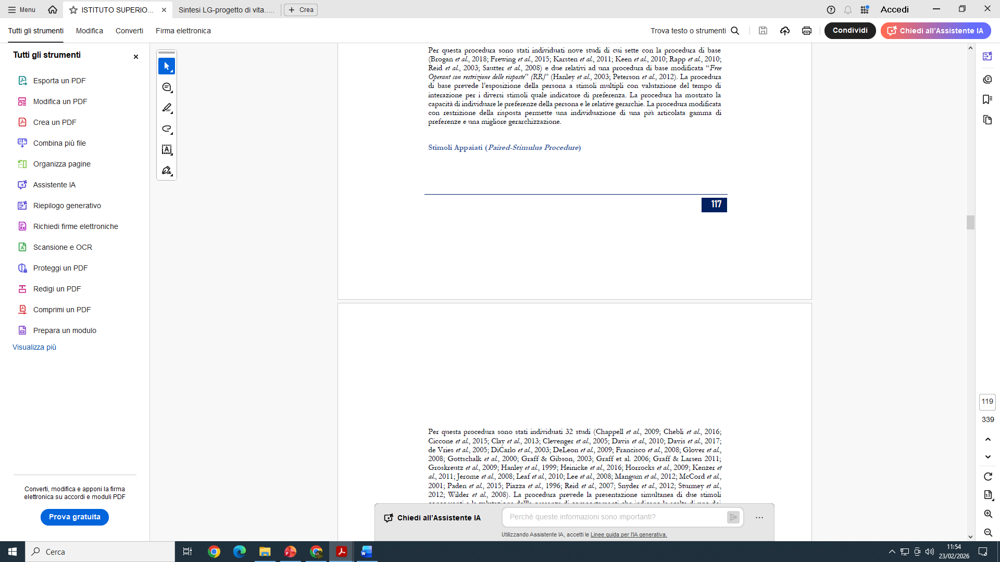 Menu
ISTITUTO SUPERIO...
Sintesi LG-progetto di vita.....
Crea
Accedi
Tutti gli strumenti
Modifica
Converti
Firma elettronica
Trova testo o strumenti
Condividi
Chiedi all'Assistente IA
Tutti gli strumenti
Esporta un PDF
Modifica un PDF
Crea un PDF
Combina più file
Organizza pagine
Assistente IA
Riepilogo generativo
Richiedi firme elettroniche
Scansione e OCR
Proteggi un PDF
Redigi un PDF
Comprimi un PDF
Prepara un modulo
Visualizza più
Converti, modifica e apponi la firma
elettronica su accordi e moduli PDF
Prova gratuita
Per questa procedura sono stati individuati nove studi di cui sette con la procedura di base
(Brogan et al., 2018; Frewing et al., 2015; Karsten et al., 2011; Keen et al., 2010; Rapp et al., 2010;
Reid et al., 2003; Sautter et al., 2008) e due relativi ad una procedura di base modificata “Free
Operant con restrizione delle risposte” (RR)” (Hanley et al., 2003; Peterson et al., 2012). La procedura
di base prevede l’esposizione della persona a stimoli multipli con valutazione del tempo di
interazione per i diversi stimoli quale indicatore di preferenza. La procedura ha mostrato la
capacità di individuare le preferenze della persona e le relative gerarchie. La procedura modificata
con restrizione della risposta permette una individuazione di una più articolata gamma di
preferenze e una migliore gerarchizzazione.
Stimoli Appaiati (Paired-Stimulus Procedure)
117
Per questa procedura sono stati individuati 32 studi (Chappell et al., 2009; Chebli et al., 2016;
Ciccone et al., 2015; Clay et al., 2013; Clevenger et al., 2005; Davis et al., 2010; Davis et al., 2017;
de Vries et al., 2005; DiCarlo et al., 2003; DeLeon et al., 2009; Francisco et al., 2008; Glover et al.,
2008; Gottschalk et al., 2000; Graff & Gibson, 2003; Graff et al. 2006; Graff & Larsen 2011;
Groskreutz et al., 2009; Hanley et al., 1999; Heinicke et al., 2016; Horrocks et al., 2009; Kenzer et
al., 2011; Jerome et al., 2008; Leaf et al., 2010; Lee et al., 2008; Mangum et al., 2012; McCord et al.,
2001; Paden et al., 2015; Piazza et al., 1996; Reid et al., 2007; Snyder et al., 2012; Sturmey et al.,
2012; Wilder et al., 2008). La procedura prevede la presentazione simultanea di due stimoli
Chiedi all'Assistente IA
Perché queste informazioni sono importanti?
Utilizzando Assistente IA, accetti le Linee guida per l'IA generativa.
119
339
Cerca
11:54
23/02/2026